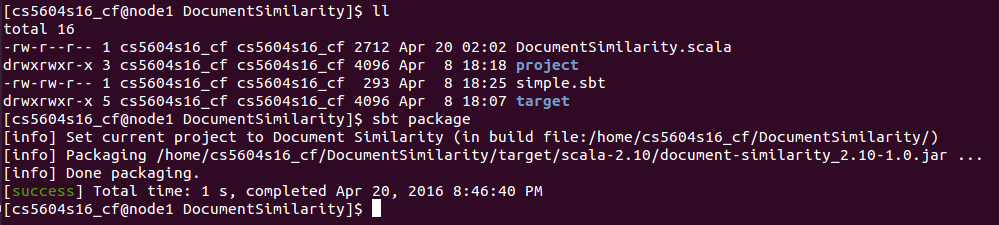 [cs5604s16_cf@node1 DocumentSimilarity]$ ll
total 16
-rw-r--r-- 1 cs5604s16_cf cs5604s16_cf 2712 Apr 20 02:02 DocumentSimilarity.scala
drwxrwxr-x 3 cs5604s16_cf cs5604s16_cf 4096 Apr  8 18:18 project
-rw-rw-r-- 1 cs5604s16_cf cs5604s16_cf  293 Apr  8 18:25 simple.sbt
drwxrwxr-x 5 cs5604s16_cf cs5604s16_cf 4096 Apr  8 18:07 target
[cs5604s16_cf@node1 DocumentSimilarity]$ sbt package
[info] Set current project to Document Similarity (in build file:/home/cs5604s16_cf/DocumentSimilarity/)
[info] Packaging /home/cs5604s16_cf/DocumentSimilarity/target/scala-2.10/document-similarity_2.10-1.0.jar ...
[info] Done packaging.
[success] Total time: 1 s, completed Apr 20, 2016 8:46:40 PM
[cs5604s16_cf@node1 DocumentSimilarity]$